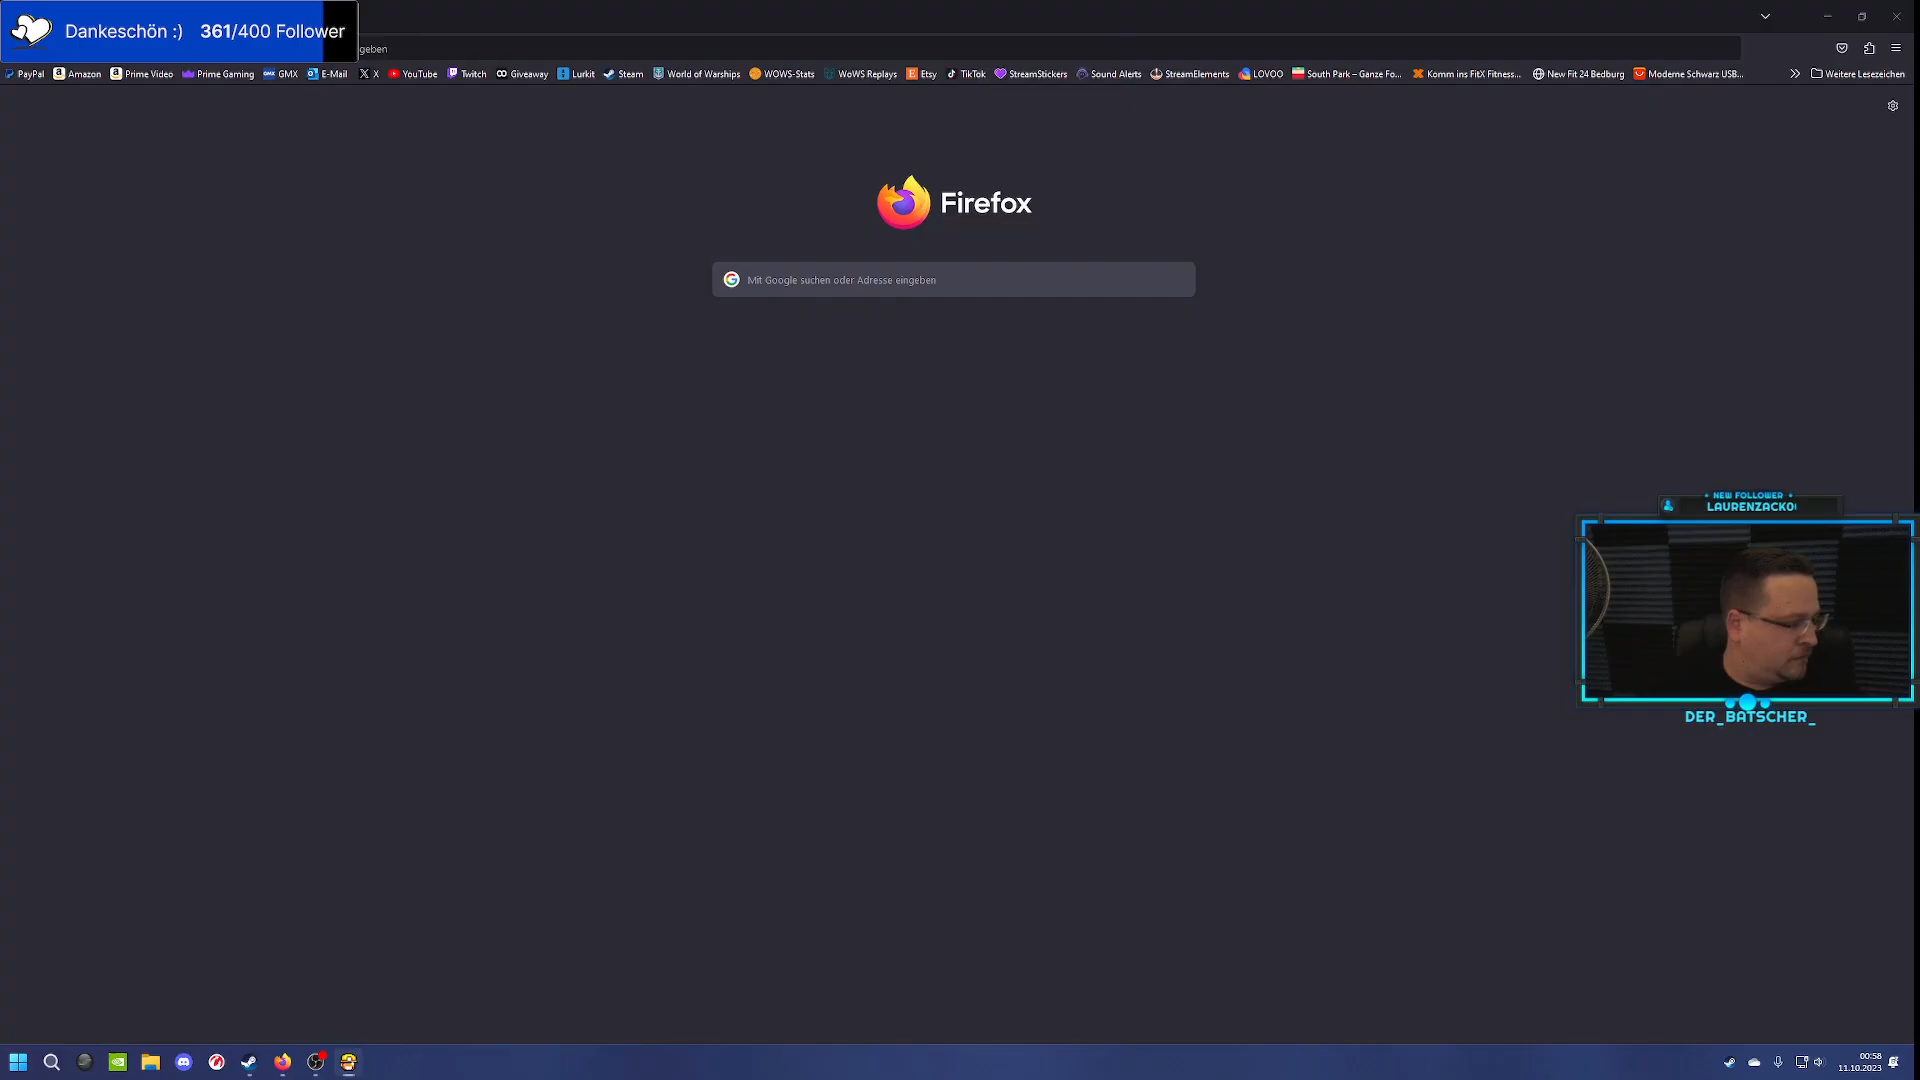 Dankeschön :) 361/400 Follower
geben
PayPal Amazon Prime Video Prime Gaming GMX E-Mail X YouTube Twitch Giveaway Lurkit Steam World of Warships WOWS-Stats WoWS Replays Etsy TikTok StreamStickers Sound Alerts StreamElements LOVOO South Park – Ganze Fo... Komm ins FitX Fitness... New Fit 24 Bedburg Moderne Schwarz USB... Weitere Lesezeichen
Firefox
Mit Google suchen oder Adresse eingeben
NEW FOLLOWER
LAURENZACKO
DER_BATSCHER_
00:58
11.10.2023